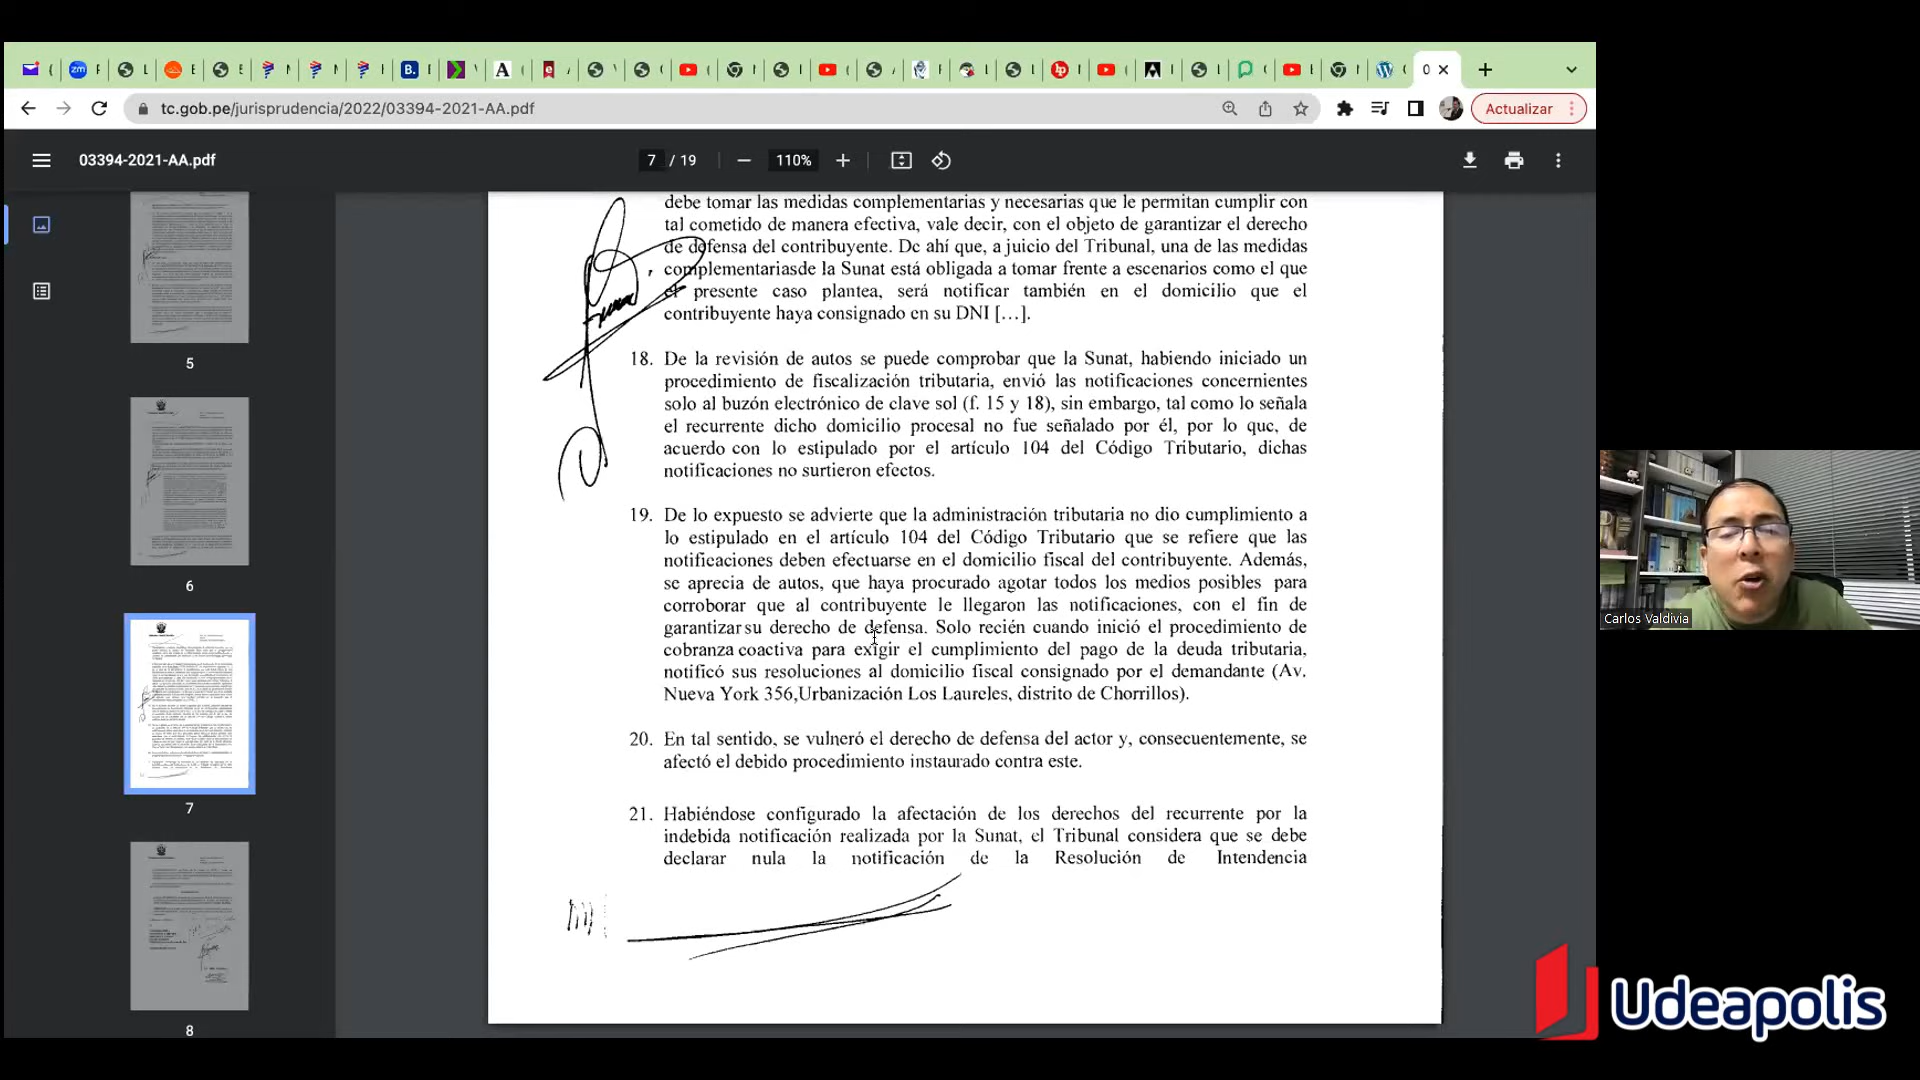 0
tc.gob.pe/jurisprudencia/2022/03394-2021-AA.pdf
Actualizar
03394-2021-AA.pdf
7 / 19
110%
5
6
7
8
debe tomar las medidas complementarias y necesarias que le permitan cumplir con
tal cometido de manera efectiva, vale decir, con el objeto de garantizar el derecho
de defensa del contribuyente. De ahí que, a juicio del Tribunal, una de las medidas
complementariasde la Sunat está obligada a tomar frente a escenarios como el que
el presente caso plantea, será notificar también en el domicilio que el
contribuyente haya consignado en su DNI […].
18. De la revisión de autos se puede comprobar que la Sunat, habiendo iniciado un
procedimiento de fiscalización tributaria, envió las notificaciones concernientes
solo al buzón electrónico de clave sol (f. 15 y 18), sin embargo, tal como lo señala
el recurrente dicho domicilio procesal no fue señalado por él, por lo que, de
acuerdo con lo estipulado por el artículo 104 del Código Tributario, dichas
notificaciones no surtieron efectos.
19. De lo expuesto se advierte que la administración tributaria no dio cumplimiento a
lo estipulado en el artículo 104 del Código Tributario que se refiere que las
notificaciones deben efectuarse en el domicilio fiscal del contribuyente. Además,
se aprecia de autos, que haya procurado agotar todos los medios posibles para
corroborar que al contribuyente le llegaron las notificaciones, con el fin de
garantizar su derecho de defensa. Solo recién cuando inició el procedimiento de
cobranza coactiva para exigir el cumplimiento del pago de la deuda tributaria,
notificó sus resoluciones al domicilio fiscal consignado por el demandante (Av.
Nueva York 356,Urbanización Los Laureles, distrito de Chorrillos).
20. En tal sentido, se vulneró el derecho de defensa del actor y, consecuentemente, se
afectó el debido procedimiento instaurado contra este.
21. Habiéndose configurado la afectación de los derechos del recurrente por la
indebida notificación realizada por la Sunat, el Tribunal considera que se debe
declarar nula la notificación de la Resolución de Intendencia
Carlos Valdivia
Udeapolis